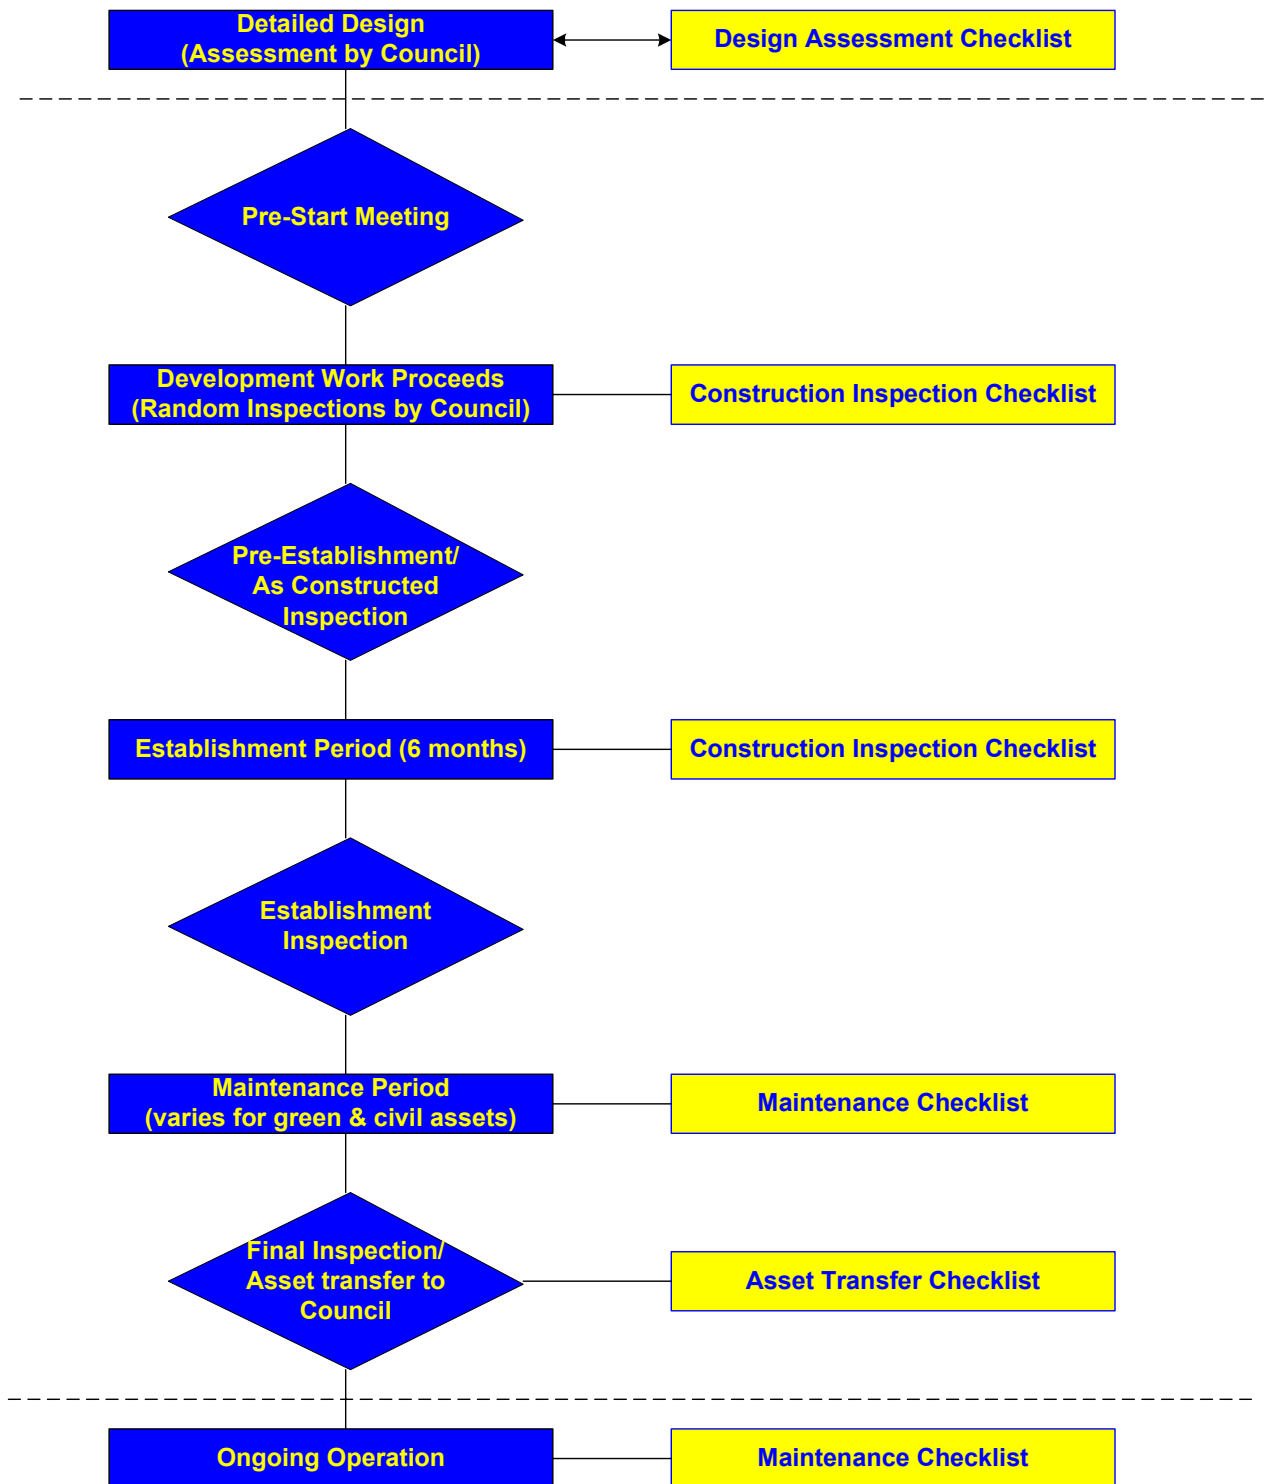 Detailed Design
(Assessment by Council)
Design Assessment Checklist
Pre-Start Meeting
Development Work Proceeds
(Random Inspections by Council)
Construction Inspection Checklist
Pre-Establishment/
As Constructed
Inspection
Establishment Period (6 months)
Construction Inspection Checklist
Establishment
Inspection
Maintenance Period
(varies for green & civil assets)
Maintenance Checklist
Final Inspection/
Asset transfer to
Council
Asset Transfer Checklist
Ongoing Operation
Maintenance Checklist